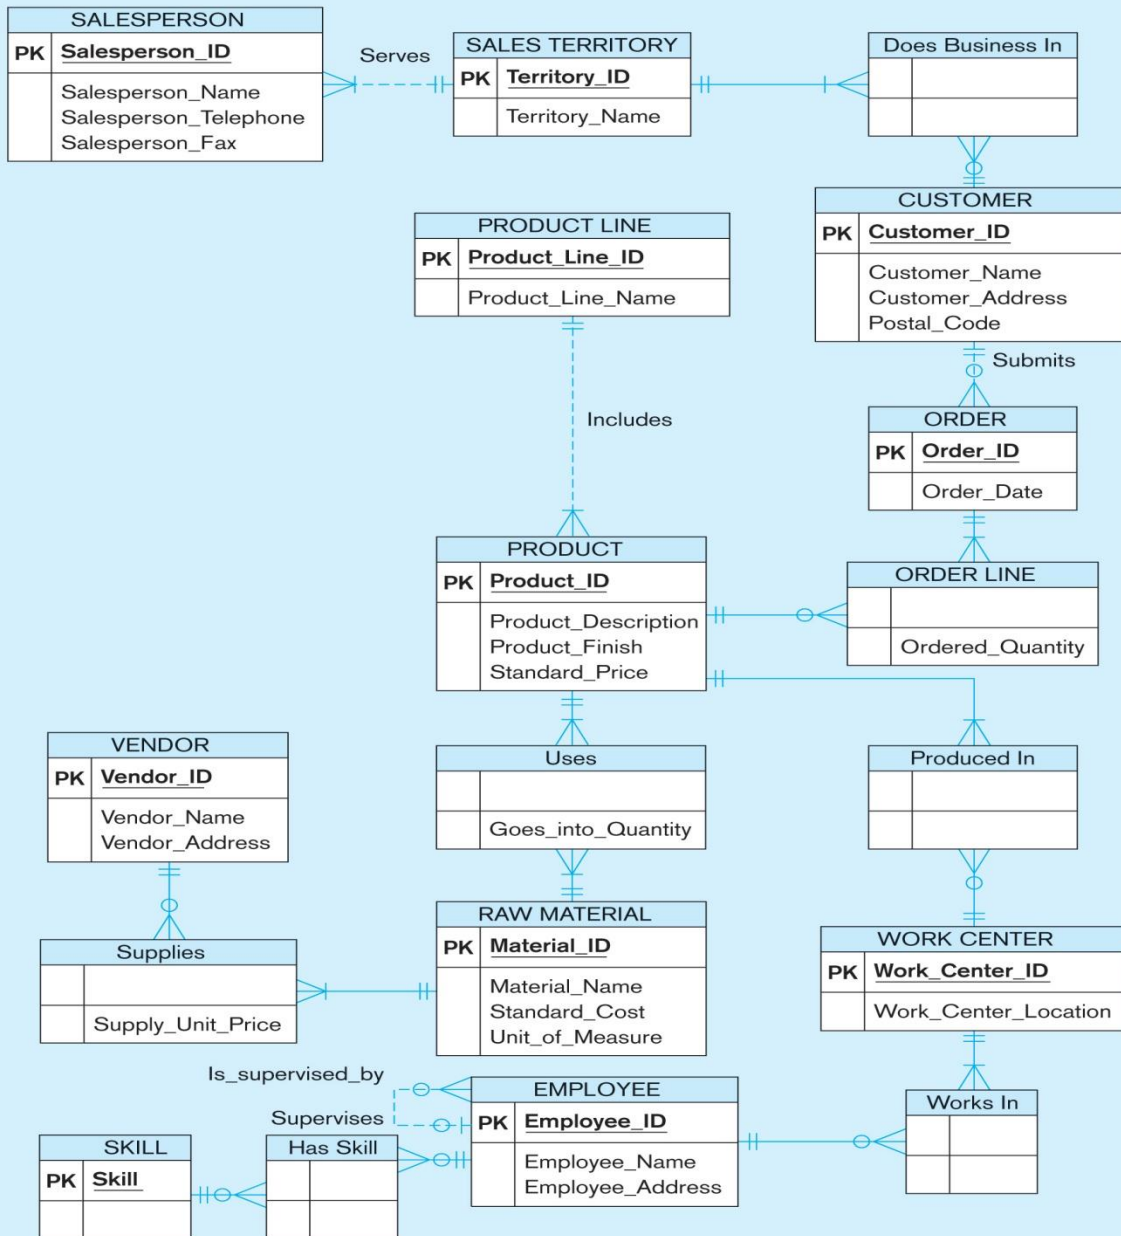 SALESPERSON
PK Salesperson_ID
Salesperson_Name
Salesperson_Telephone
Salesperson_Fax
Serves
SALES TERRITORY
PK Territory_ID
Territory_Name
Does Business In
PRODUCT LINE
PK Product_Line_ID
Product_Line_Name
CUSTOMER
PK Customer_ID
Customer_Name
Customer_Address
Postal_Code
Submits
Includes
ORDER
PK Order_ID
Order_Date
PRODUCT
PK Product_ID
Product_Description
Product_Finish
Standard_Price
ORDER LINE
Ordered_Quantity
VENDOR
PK Vendor_ID
Vendor_Name
Vendor_Address
Uses
Goes_into_Quantity
Produced In
Supplies
Supply_Unit_Price
RAW MATERIAL
PK Material_ID
Material_Name
Standard_Cost
Unit_of_Measure
WORK CENTER
PK Work_Center_ID
Work_Center_Location
Is_supervised_by
Supervises
EMPLOYEE
PK Employee_ID
Employee_Name
Employee_Address
Works In
SKILL
PK Skill
Has Skill